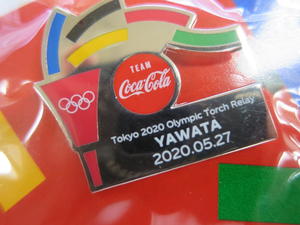 TEAM
Coca-Cola
Tokyo 2020 Olympic Torch Relay
YAWATA
2020.05.27